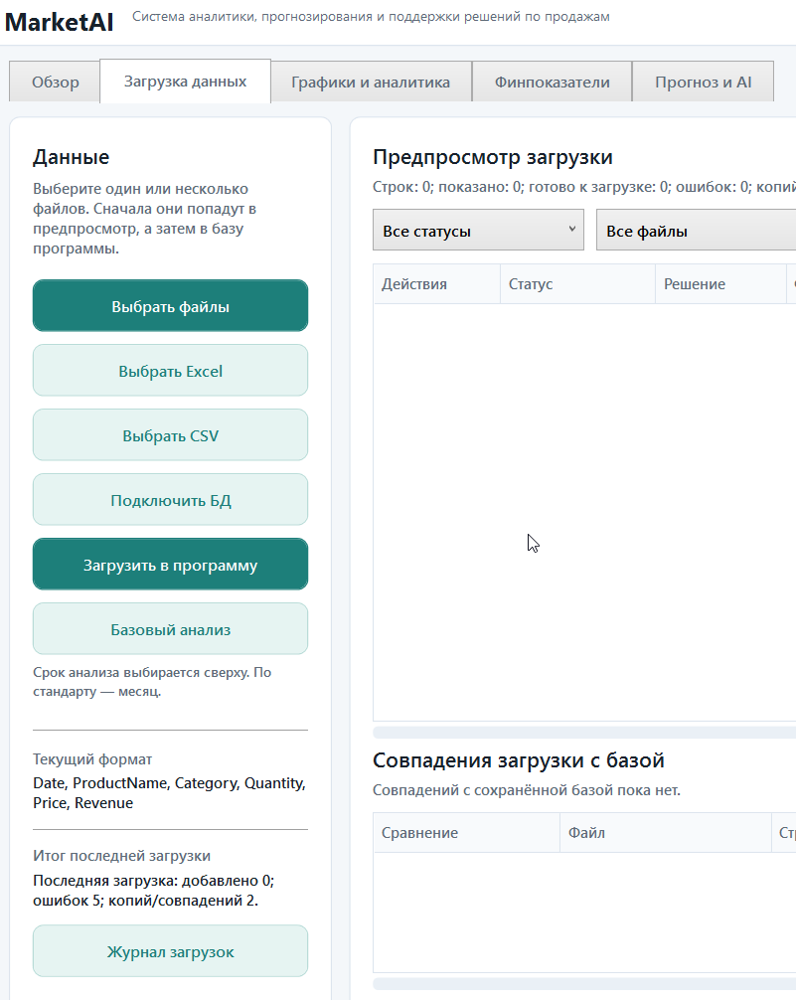 MarketAI
Система аналитики, прогнозирования и поддержки решений по продажам
Обзор
Загрузка данных
Графики и аналитика
Финпоказатели
Прогноз и AI
Данные
Выберите один или несколько
файлов. Сначала они попадут в
предпросмотр, а затем в базу
программы.
Выбрать файлы
Выбрать Excel
Выбрать CSV
Подключить БД
Загрузить в программу
Базовый анализ
Срок анализа выбирается сверху. По
стандарту — месяц.
Текущий формат
Date, ProductName, Category, Quantity,
Price, Revenue
Итог последней загрузки
Последняя загрузка: добавлено 0;
ошибок 5; копий/совпадений 2.
Журнал загрузок
Предпросмотр загрузки
Строк: 0; показано: 0; готово к загрузке: 0; ошибок: 0;
Все статусы
Все файлы
Действия
Статус
Решение
Совпадения загрузки с базой
Совпадений с сохранённой базой пока нет.
Сравнение
Файл